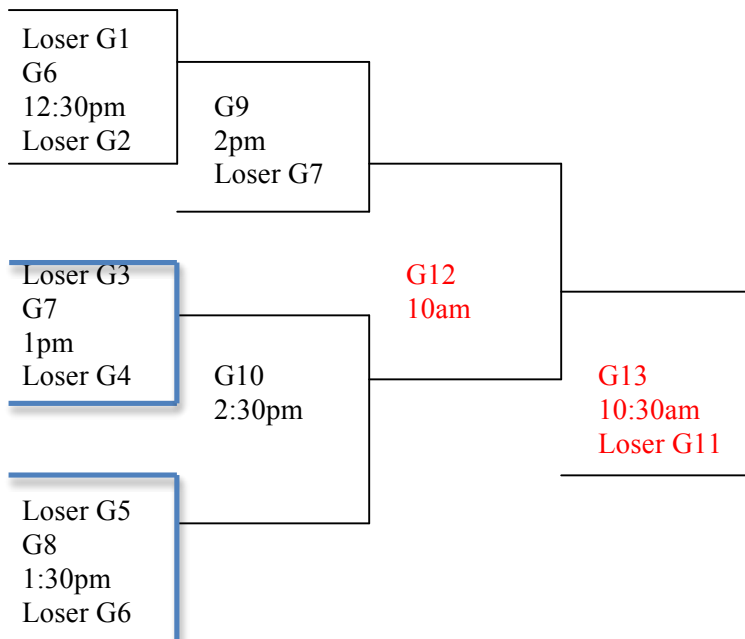 Loser G1
G6
12:30pm
Loser G2
G9
2pm
Loser G7
Loser G3
G7
1pm
Loser G4
G12
10am
G10
2:30pm
G13
10:30am
Loser G11
Loser G5
G8
1:30pm
Loser G6